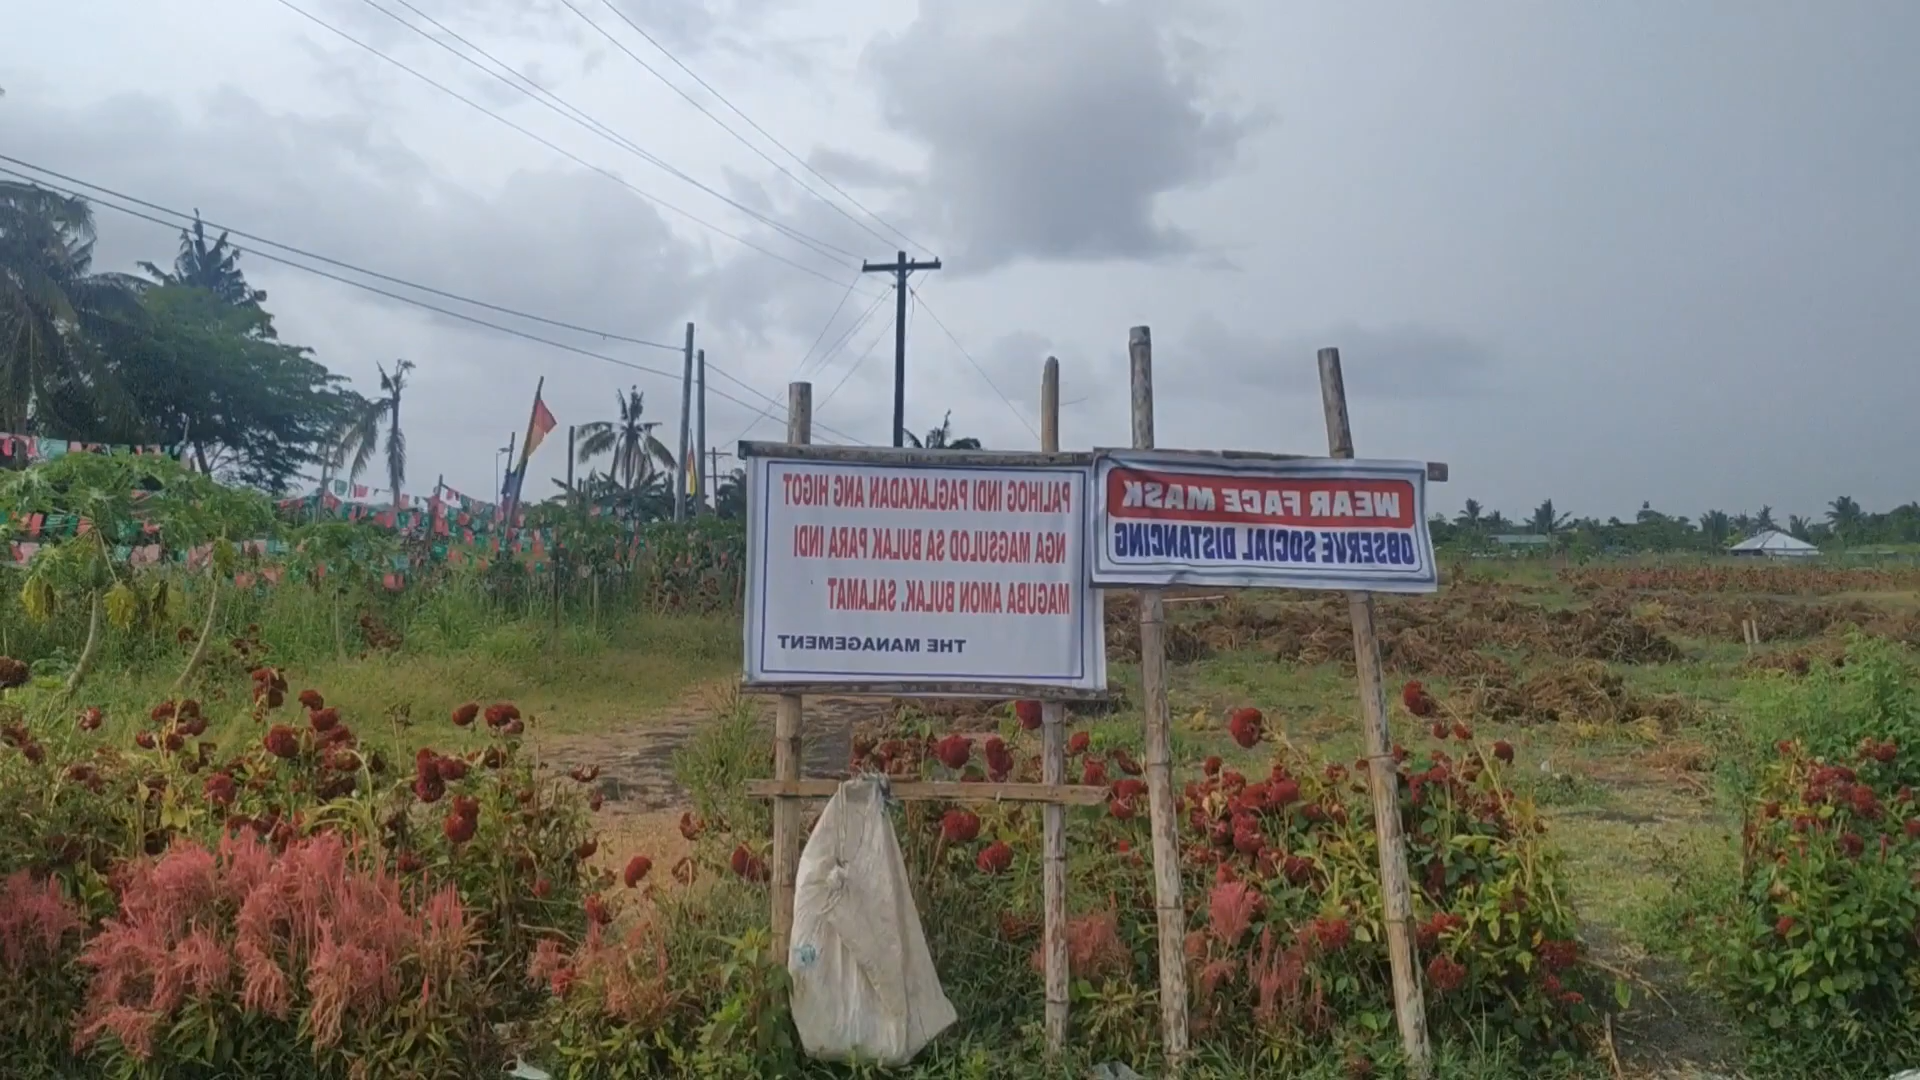 PALIHOG INDI PAGLAKADAN ANG HIGOT
NGA MAGSULOD SA BULAK PARA INDI
MAGUBA AMON BULAK. SALAMAT
THE MANAGEMENT
WEAR FACE MASK
OBSERVE SOCIAL DISTANCING